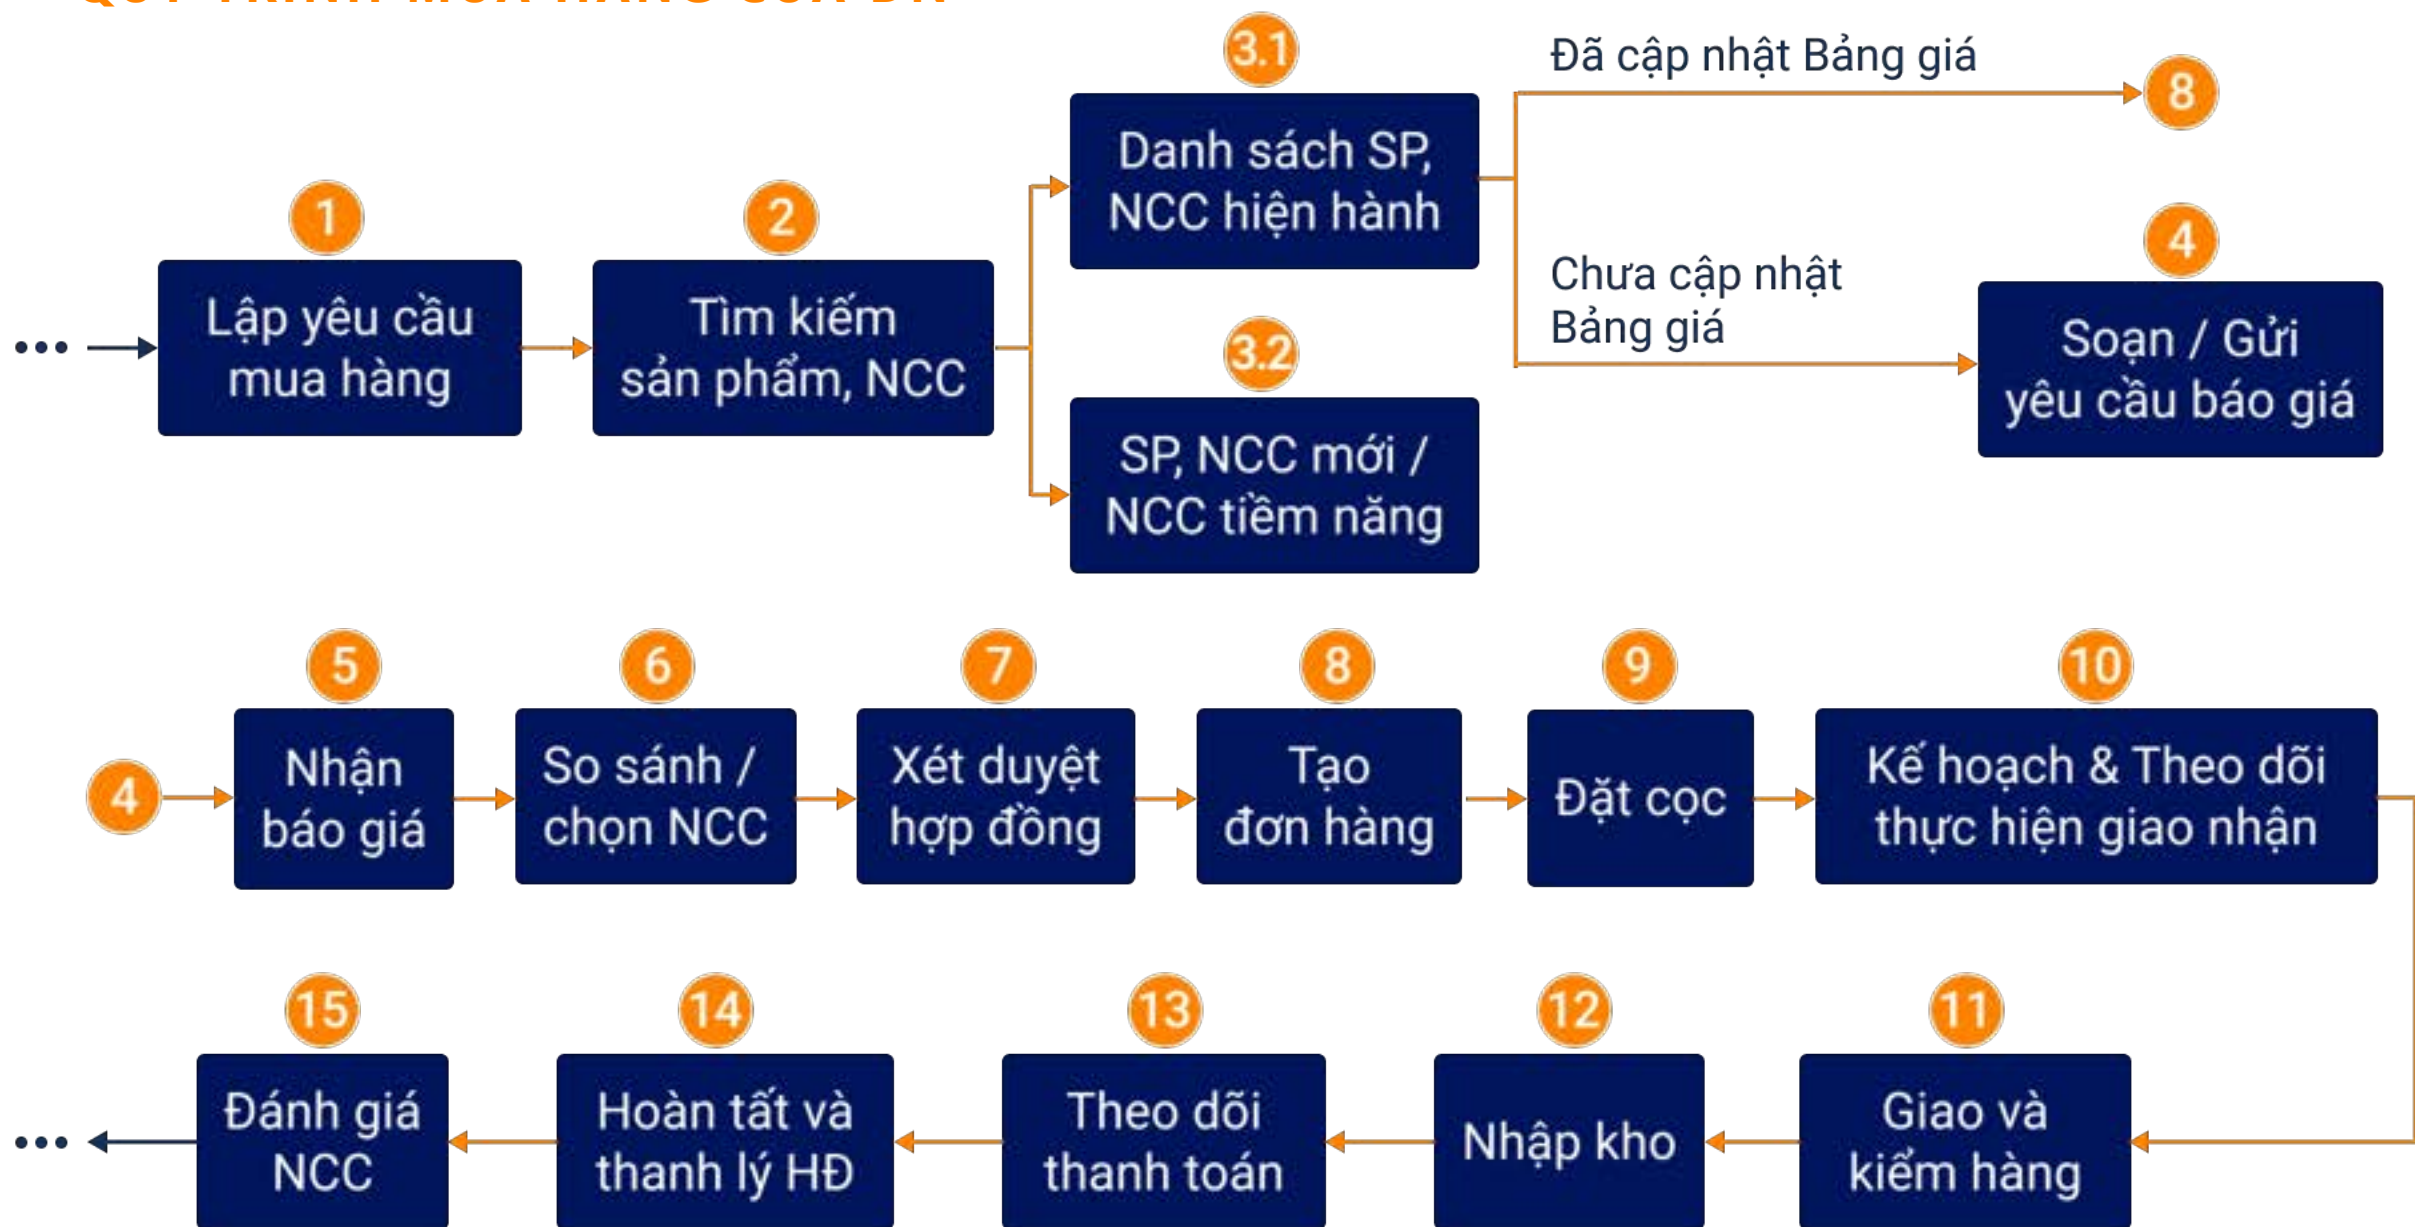 3.1
Đã cập nhật Bảng giá
8
Danh sách SP,
NCC hiện hành
1
2
4
Lập yêu cầu
mua hàng
Tìm kiếm
sản phẩm, NCC
Chưa cập nhật
Bảng giá
3.2
Soạn / Gửi
yêu cầu báo giá
SP, NCC mới /
NCC tiềm năng
4
5
Nhận
báo giá
6
So sánh /
chọn NCC
7
Xét duyệt
hợp đồng
8
Tạo
đơn hàng
9
Đặt cọc
10
Kế hoạch & Theo dõi
thực hiện giao nhận
15
Đánh giá
NCC
14
Hoàn tất và
thanh lý HĐ
13
Theo dõi
thanh toán
12
Nhập kho
11
Giao và
kiểm hàng